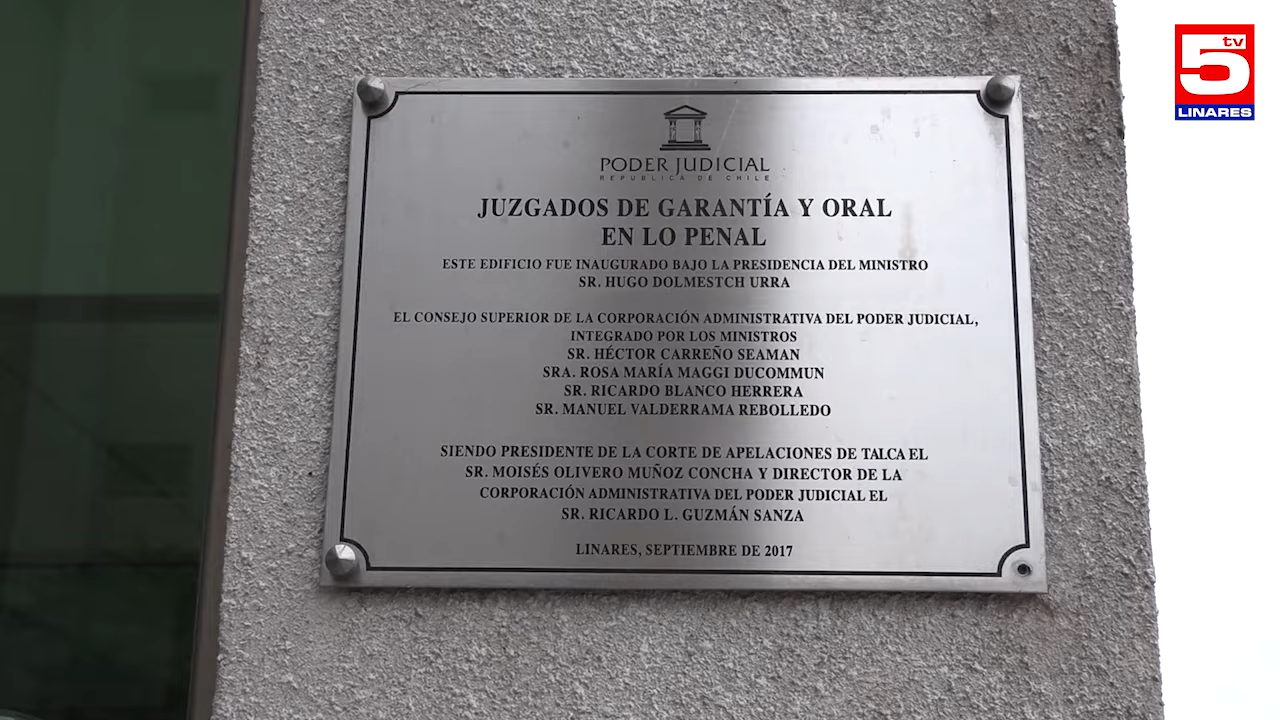 tv
5
LINARES
PODER JUDICIAL
REPUBLICA DE CHILE
JUZGADOS DE GARANTÍA Y ORAL
EN LO PENAL
ESTE EDIFICIO FUE INAUGURADO BAJO LA PRESIDENCIA DEL MINISTRO
SR. HUGO DOLMESTCH URRA
EL CONSEJO SUPERIOR DE LA CORPORACIÓN ADMINISTRATIVA DEL PODER JUDICIAL,
INTEGRADO POR LOS MINISTROS
SR. HÉCTOR CARREÑO SEAMAN
SRA. ROSA MARÍA MAGGI DUCOMMUN
SR. RICARDO BLANCO HERRERA
SR. MANUEL VALDERRAMA REBOLLEDO
SIENDO PRESIDENTE DE LA CORTE DE APELACIONES DE TALCA EL
SR. MOISÉS OLIVERO MUÑOZ CONCHA Y DIRECTOR DE LA
CORPORACIÓN ADMINISTRATIVA DEL PODER JUDICIAL EL
SR. RICARDO L. GUZMÁN SANZA
LINARES, SEPTIEMBRE DE 2017